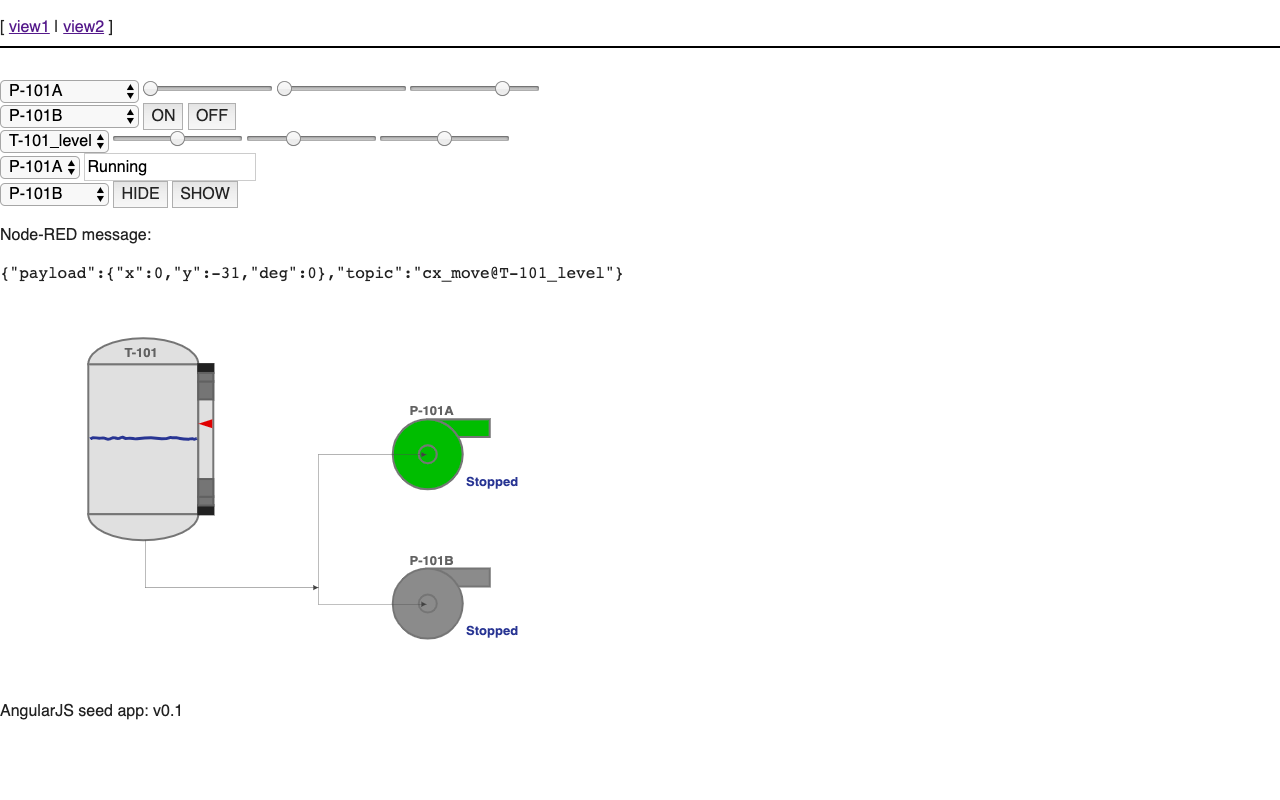 [ view1 | view2 ]
P-101A
P-101B ON OFF
T-101_level
P-101A Running
P-101B HIDE SHOW
Node-RED message:
{"payload":{"x":0,"y":-31,"deg":0},"topic":"cx_move@T-101_level"}
T-101
P-101A
Stopped
P-101B
Stopped
AngularJS seed app: v0.1